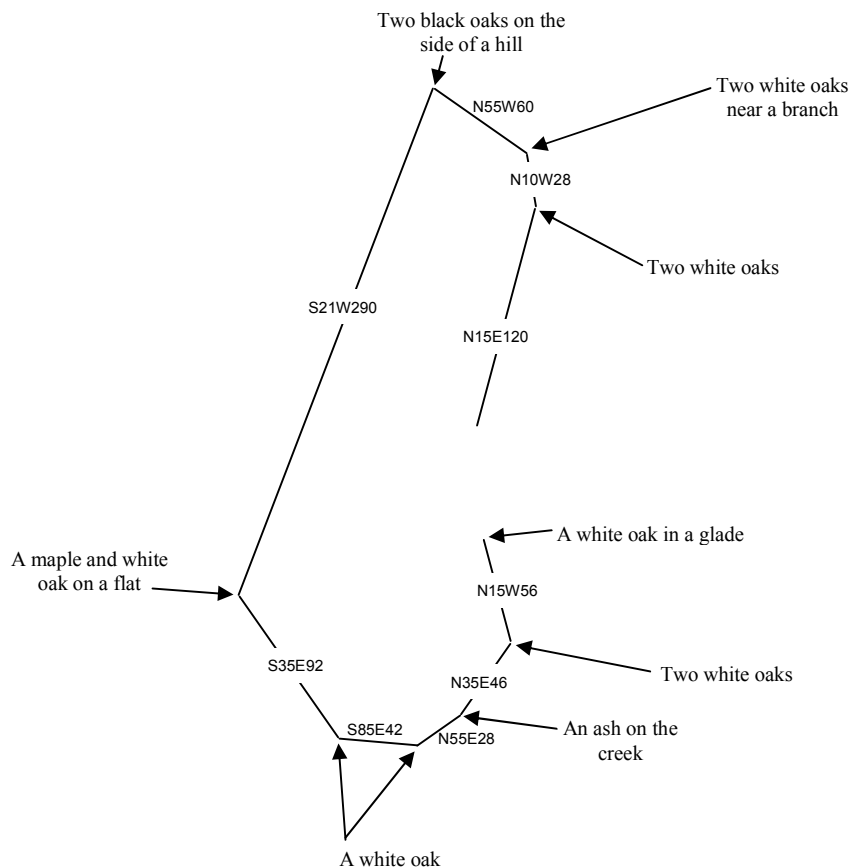 Two black oaks on the
side of a hill
N55W60
Two white oaks
near a branch
N10W28
Two white oaks
S21W290
N15E120
A white oak in a glade
A maple and white
oak on a flat
N15W56
S35E92
N35E46
Two white oaks
S85E42
N55E28
An ash on the
creek
A white oak